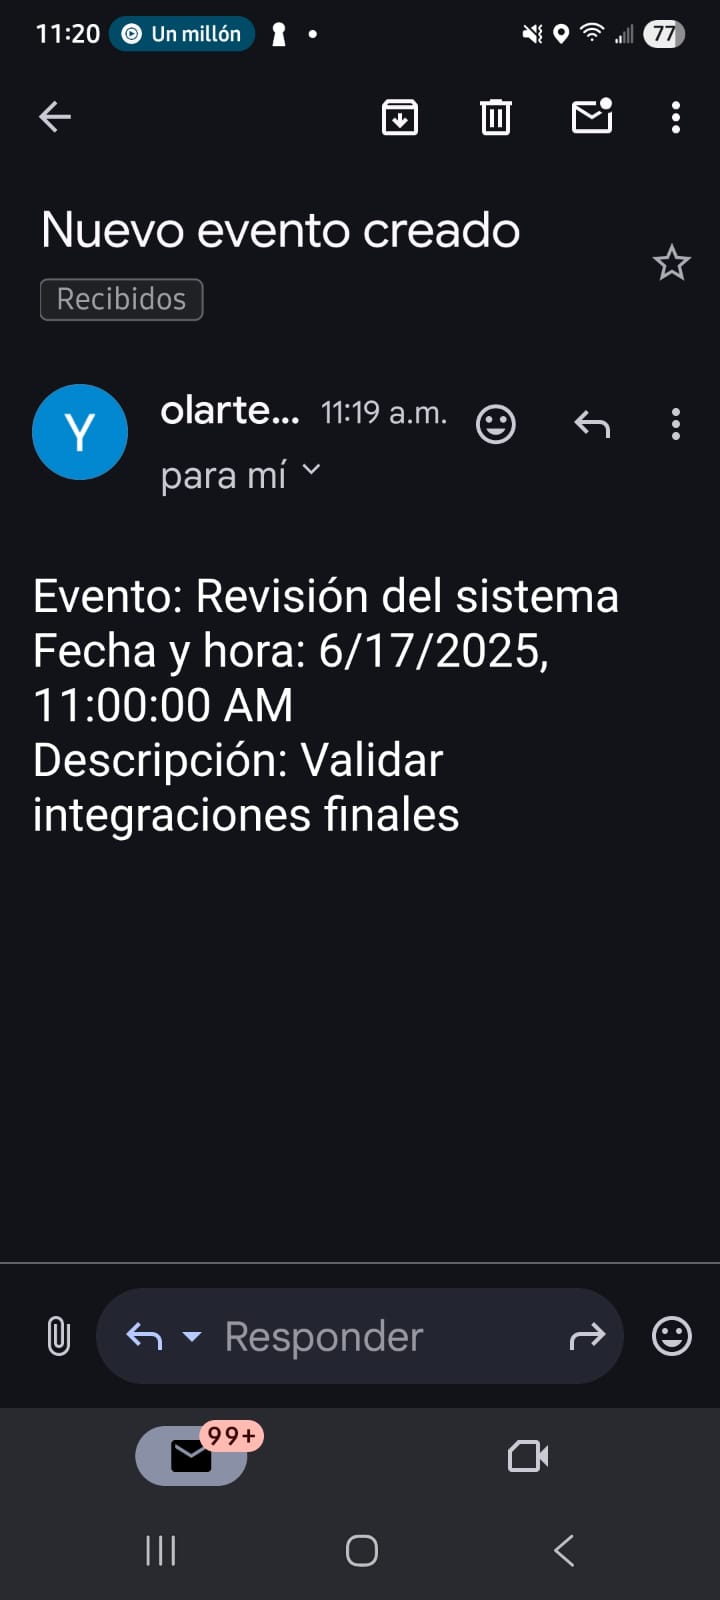 11:20 Un millón 77
Nuevo evento creado
Recibidos
Y olarte... 11:19 a.m.
para mí
Evento: Revisión del sistema
Fecha y hora: 6/17/2025,
11:00:00 AM
Descripción: Validar
integraciones finales
Responder
99+